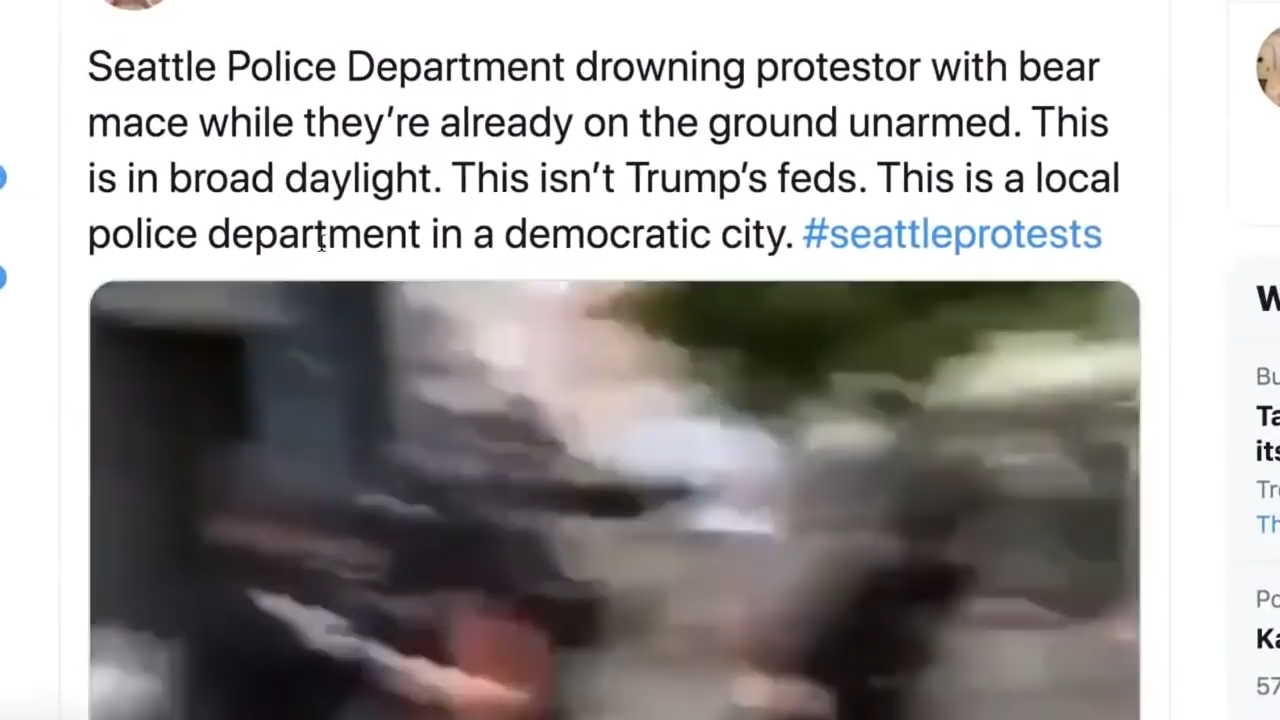 Seattle Police Department drowning protestor with bear
mace while they’re already on the ground unarmed. This
is in broad daylight. This isn’t Trump’s feds. This is a local
police department in a democratic city. #seattleprotests
57